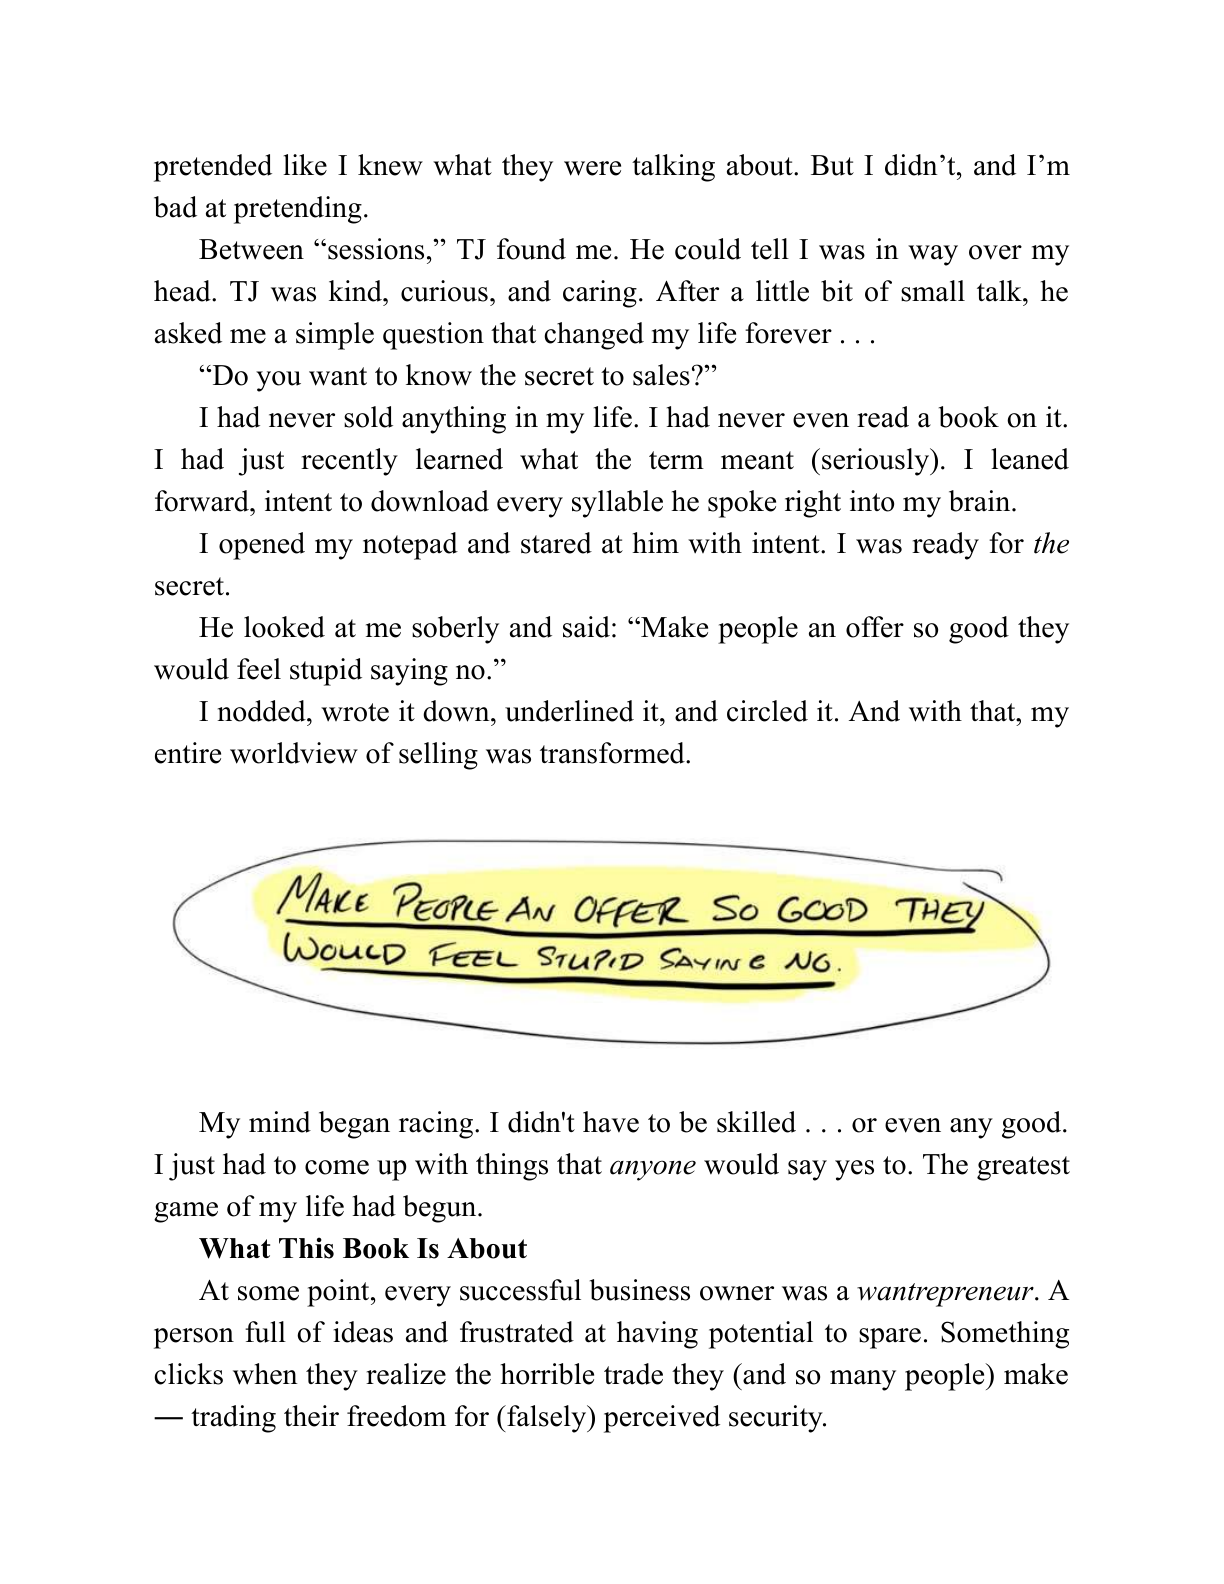 pretended like I knew what they were talking about. But I didn’t, and I’m
bad at pretending.
Between “sessions,” TJ found me. He could tell I was in way over my
head. TJ was kind, curious, and caring. After a little bit of small talk, he
asked me a simple question that changed my life forever . . .
“Do you want to know the secret to sales?”
I had never sold anything in my life. I had never even read a book on it.
I had just recently learned what the term meant (seriously). I leaned
forward, intent to download every syllable he spoke right into my brain.
I opened my notepad and stared at him with intent. I was ready for the
secret.
He looked at me soberly and said: “Make people an offer so good they
would feel stupid saying no.”
I nodded, wrote it down, underlined it, and circled it. And with that, my
entire worldview of selling was transformed.
MAKE PEOPLE AN OFFER SO GOOD THEY
WOULD FEEL STUPID SAYING NO.
My mind began racing. I didn't have to be skilled . . . or even any good.
I just had to come up with things that anyone would say yes to. The greatest
game of my life had begun.
What This Book Is About
At some point, every successful business owner was a wantrepreneur. A
person full of ideas and frustrated at having potential to spare. Something
clicks when they realize the horrible trade they (and so many people) make
— trading their freedom for (falsely) perceived security.